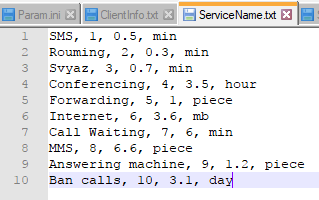 Param.ini ClientInfo.txt ServiceName.txt
1 SMS, 1, 0.5, min
2 Rouming, 2, 0.3, min
3 Svyaz, 3, 0.7, min
4 Conferencing, 4, 3.5, hour
5 Forwarding, 5, 1, piece
6 Internet, 6, 3.6, mb
7 Call Waiting, 7, 6, min
8 MMS, 8, 6.6, piece
9 Answering machine, 9, 1.2, piece
10 Ban calls, 10, 3.1, day